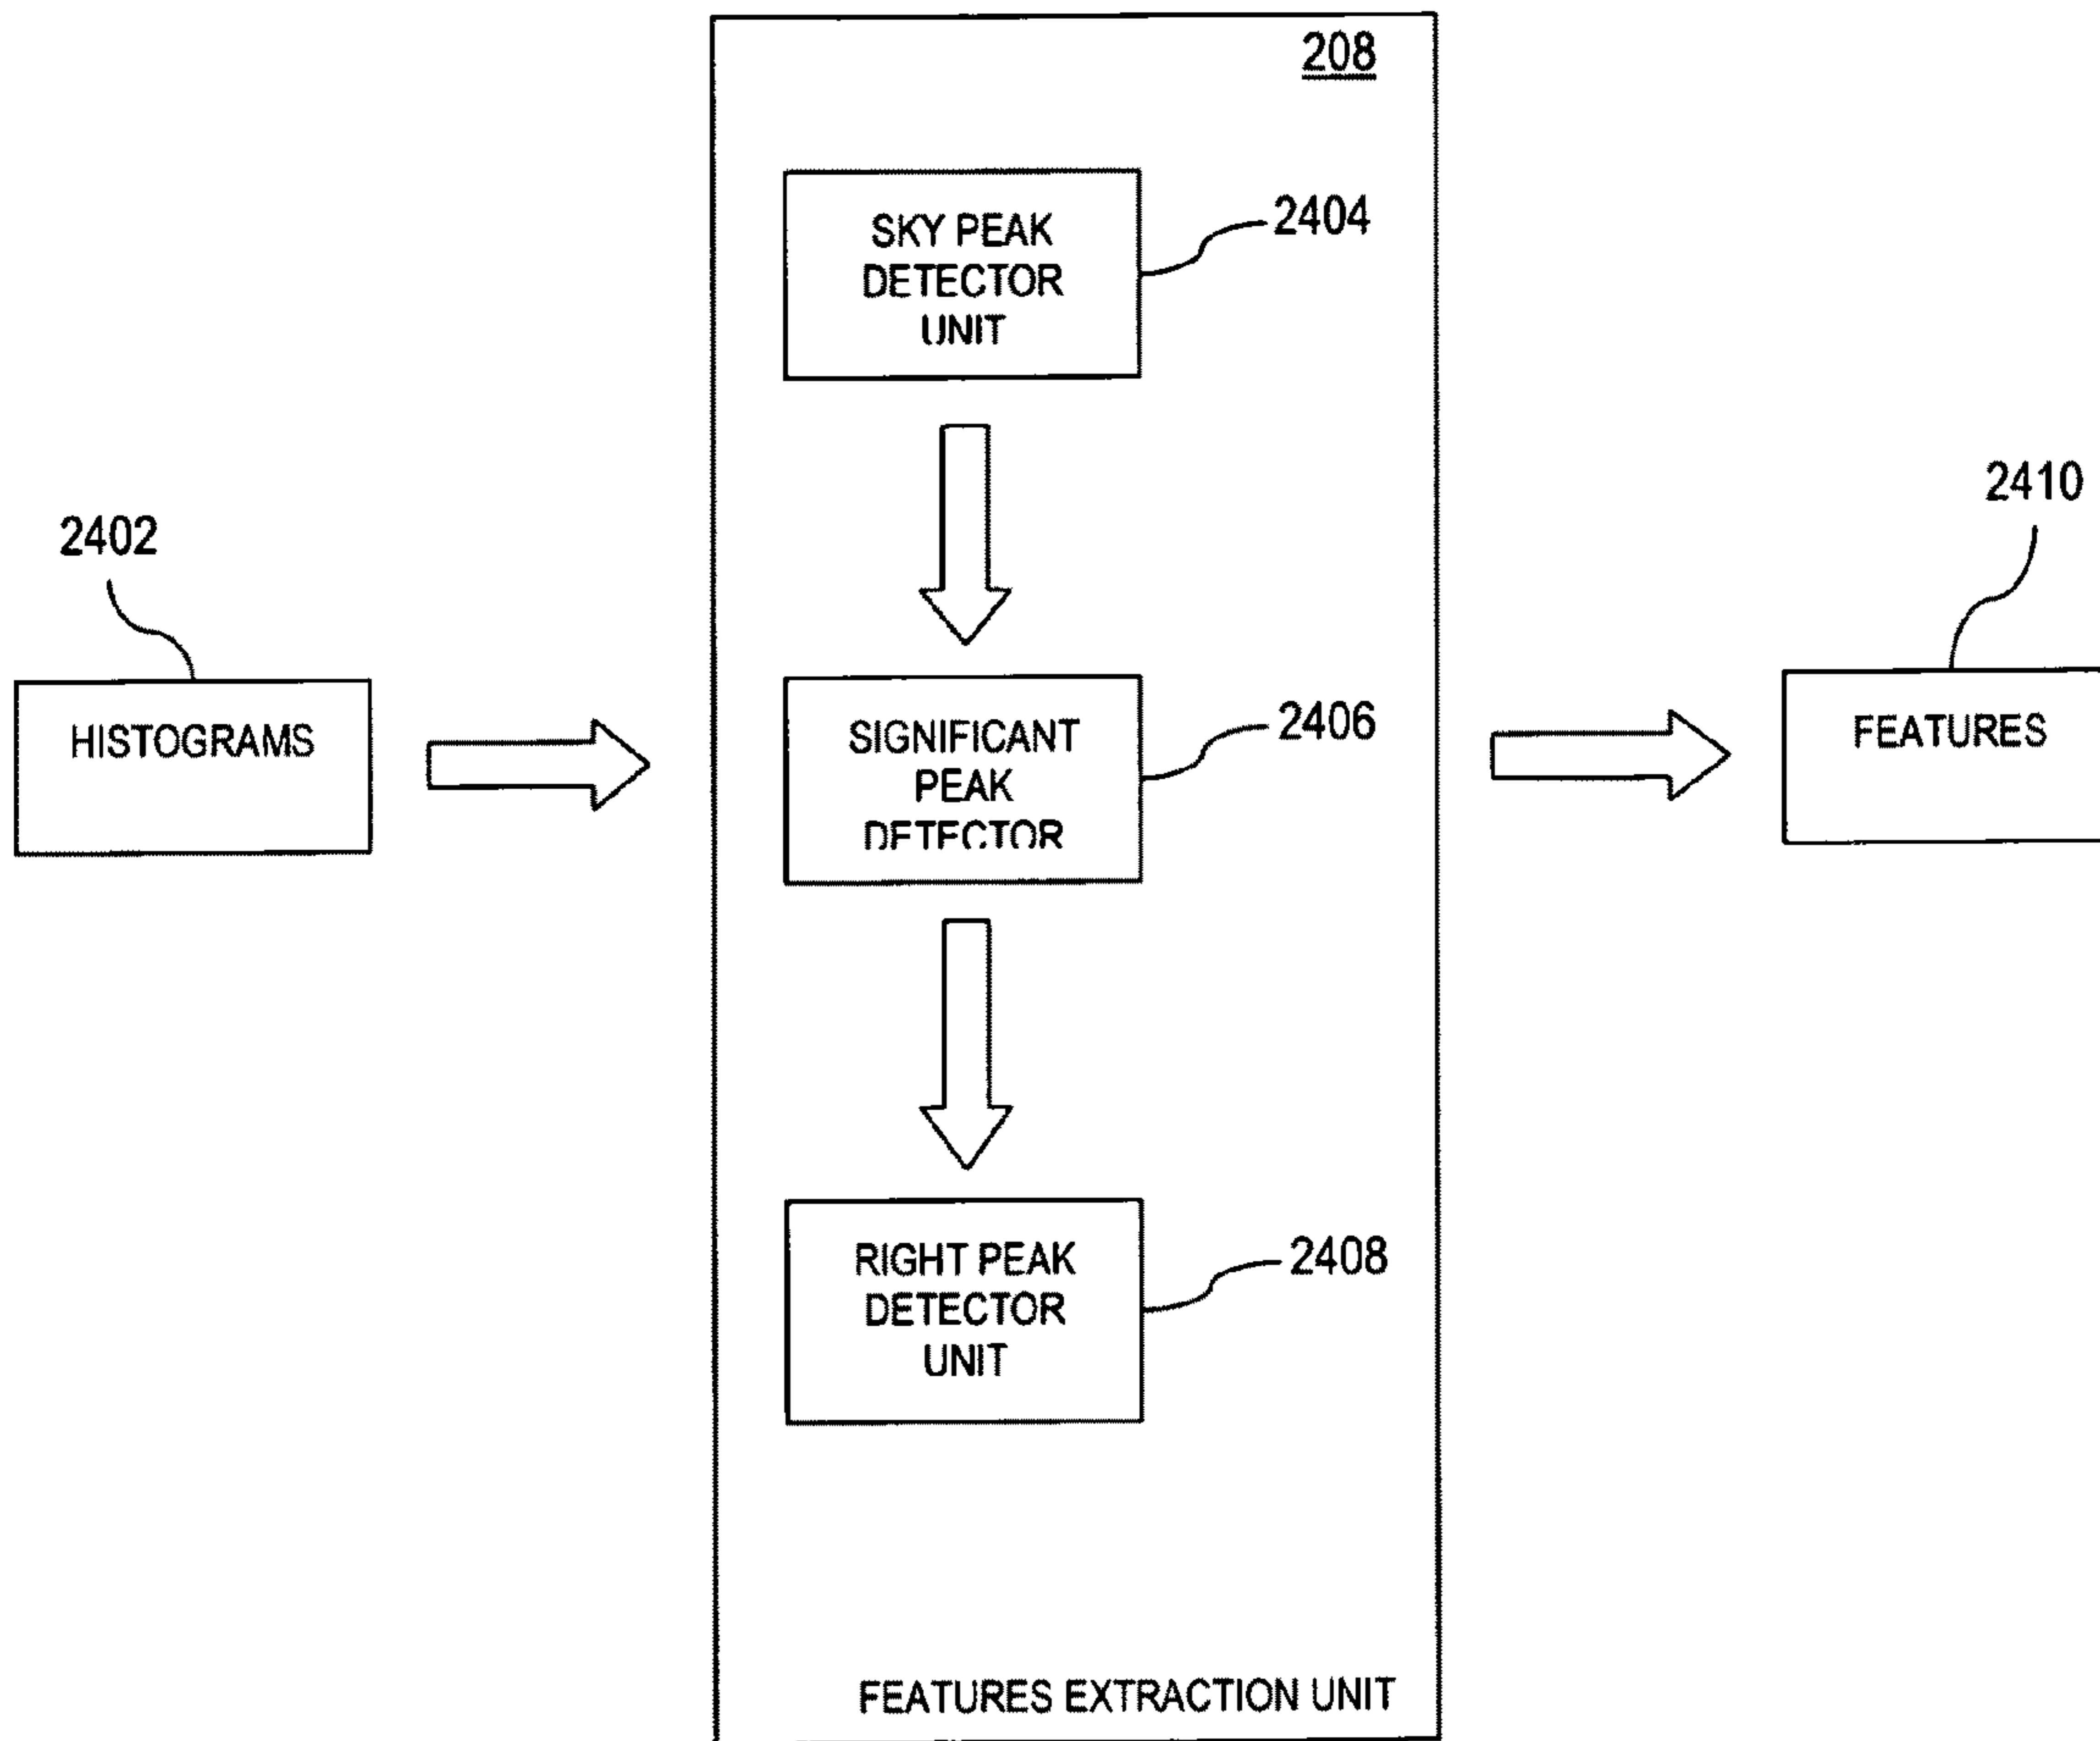 208
SKY PEAK
DETECTOR
UNIT
2404
2402
HISTOGRAMS
SIGNIFICANT
PEAK
DETECTOR
2406
2410
FEATURES
RIGHT PEAK
DETECTOR
UNIT
2408
FEATURES EXTRACTION UNIT